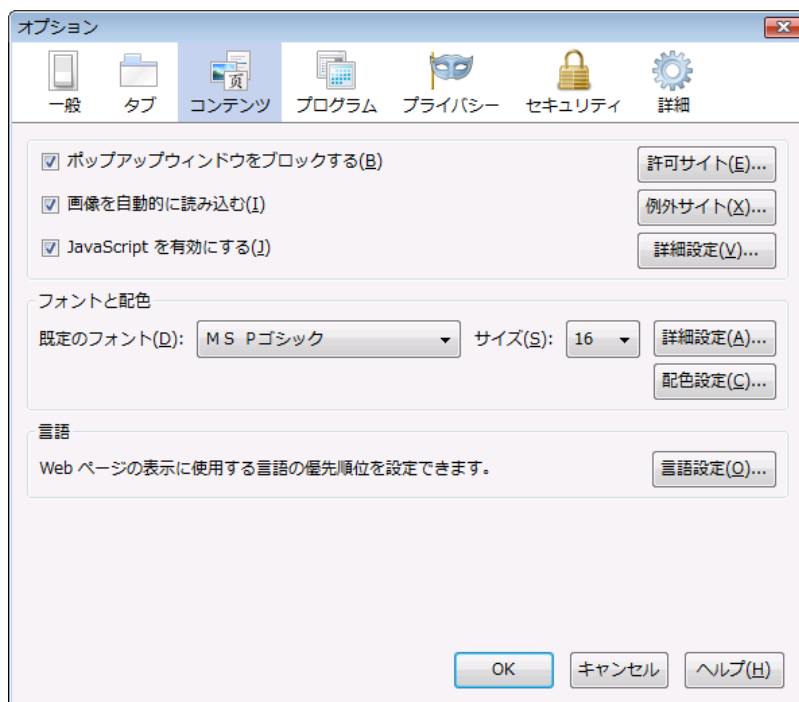 オプション
一般 タブ コンテンツ プログラム プライバシー セキュリティ 詳細
ポップアップウィンドウをブロックする(B) 許可サイト(E)...
画像を自動的に読み込む(I) 例外サイト(X)...
JavaScript を有効にする(J) 詳細設定(V)...
フォントと配色
既定のフォント(D): ＭＳ Ｐゴシック サイズ(S): 16 詳細設定(A)...
配色設定(C)...
言語
Web ページの表示に使用する言語の優先順位を設定できます。 言語設定(O)...
OK キャンセル ヘルプ(H)